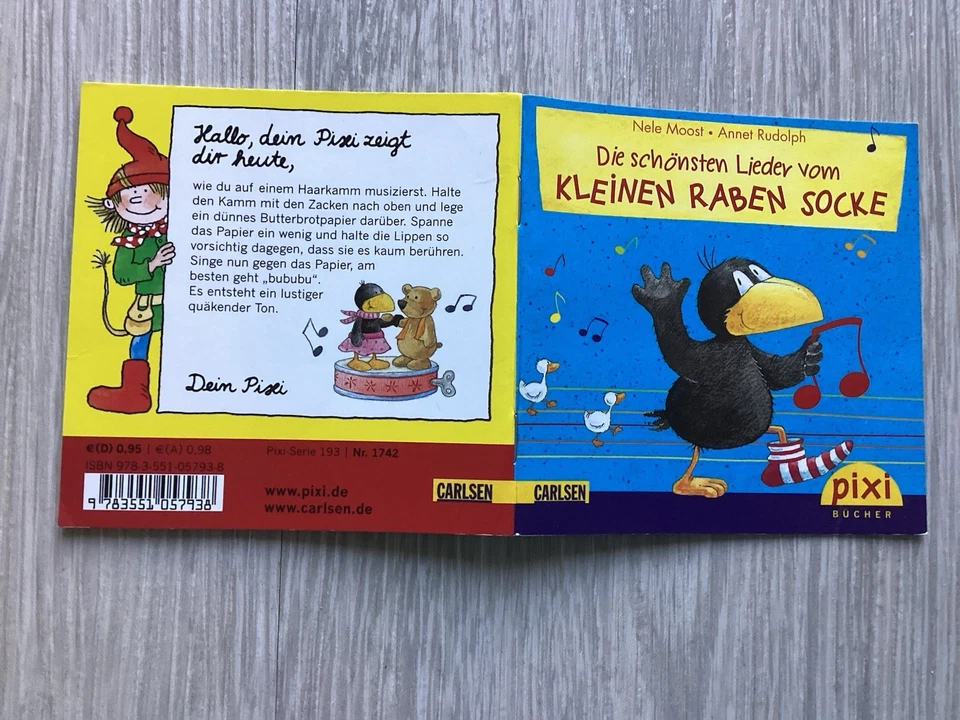 Hallo, dein Pixi zeigt
dir heute,
wie du auf einem Haarkamm musizierst. Halte
den Kamm mit den Zacken nach oben und lege
ein dünnes Butterbrotpapier darüber. Spanne
das Papier ein wenig und halte die Lippen so
vorsichtig dagegen, dass sie es kaum berühren.
Singe nun gegen das Papier, am
besten geht „bububu“.
Es entsteht ein lustiger
quäkender Ton.
Dein Pixi
€(D) 0,95 | €(A) 0,98
Pixi-Serie 193 | Nr. 1742
ISBN 978-3-551-05793-8
9 783551 057938
www.pixi.de
www.carlsen.de
CARLSEN
Nele Moost • Annet Rudolph
Die schönsten Lieder vom
KLEINEN RABEN SOCKE
CARLSEN
pixi
BÜCHER